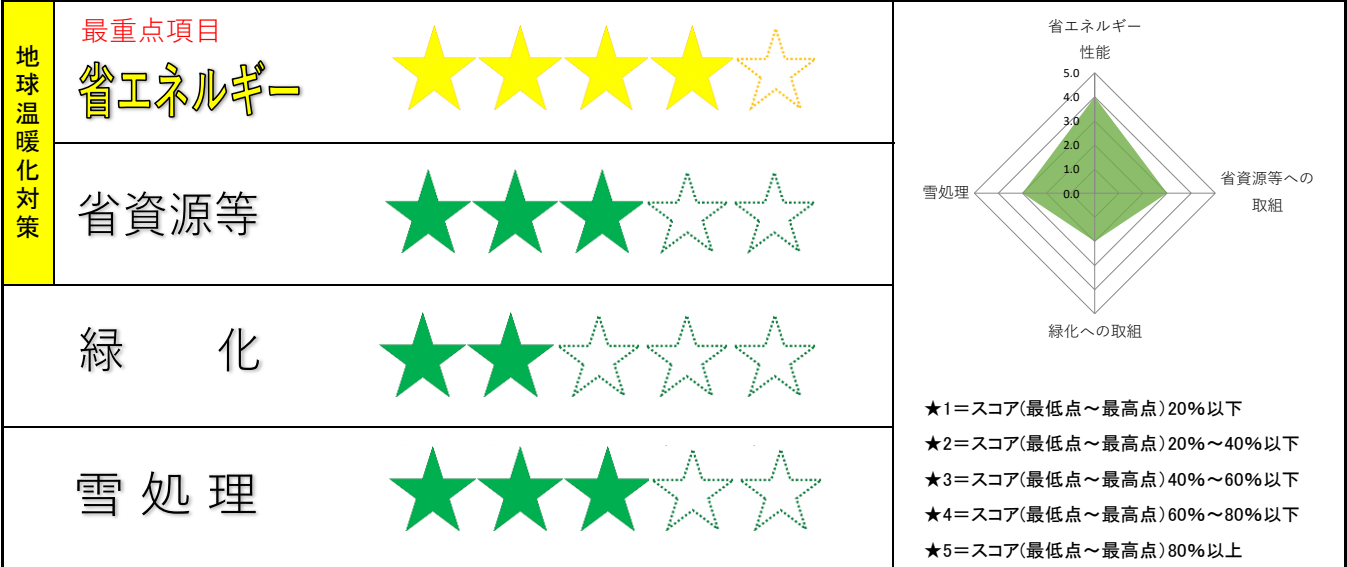 地球温暖化対策
最重点項目
省エネルギー
省資源等
緑化
雪処理
省エネルギー
性能
5.0
4.0
3.0
2.0
1.0
0.0
雪処理
省資源等への
取組
緑化への取組
★1＝スコア(最低点～最高点)20%以下
★2＝スコア(最低点～最高点)20%～40%以下
★3＝スコア(最低点～最高点)40%～60%以下
★4＝スコア(最低点～最高点)60%～80%以下
★5＝スコア(最低点～最高点)80%以上